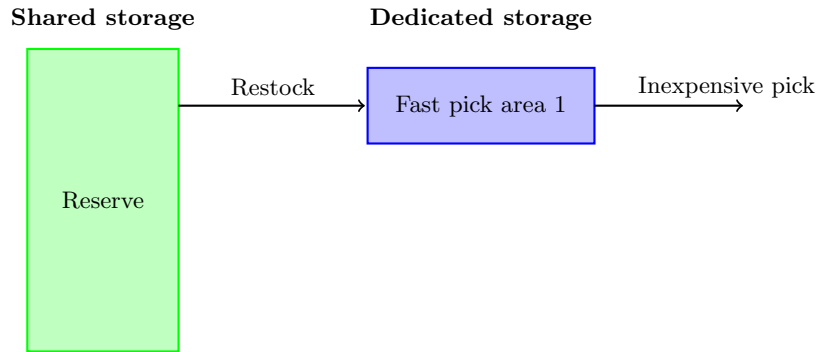 Shared storage
Dedicated storage
Restock
Inexpensive pick
Fast pick area 1
Reserve